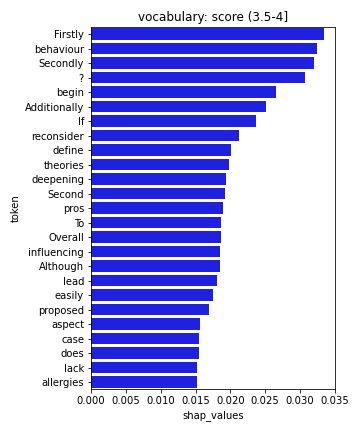 vocabulary: score (3.5-4]
Firstly
behaviour
Secondly
?
begin
Additionally
If
reconsider
define
theories
deepening
Second
pros
To
Overall
influencing
Although
lead
easily
proposed
aspect
case
does
lack
allergies
token
0.000 0.005 0.010 0.015 0.020 0.025 0.030 0.035
shap_values